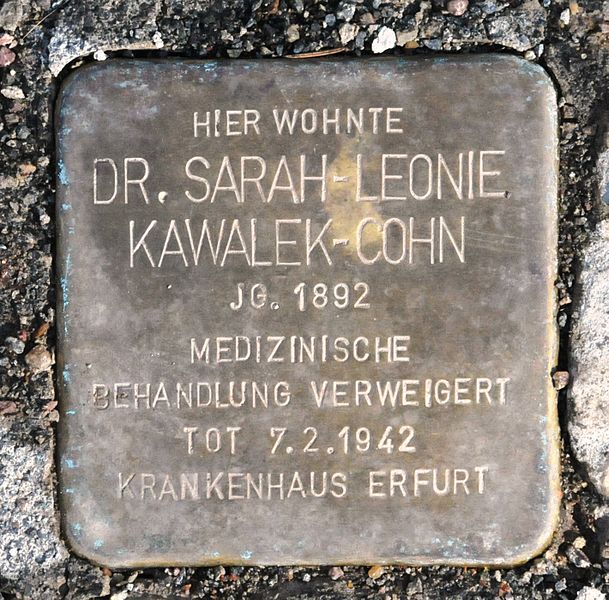 HIER WOHNTE
DR. SARAH-LEONIE
KAWALEK-COHN
JG. 1892
MEDIZINISCHE
BEHANDLUNG VERWEIGERT
TOT 7.2.1942
KRANKENHAUS ERFURT